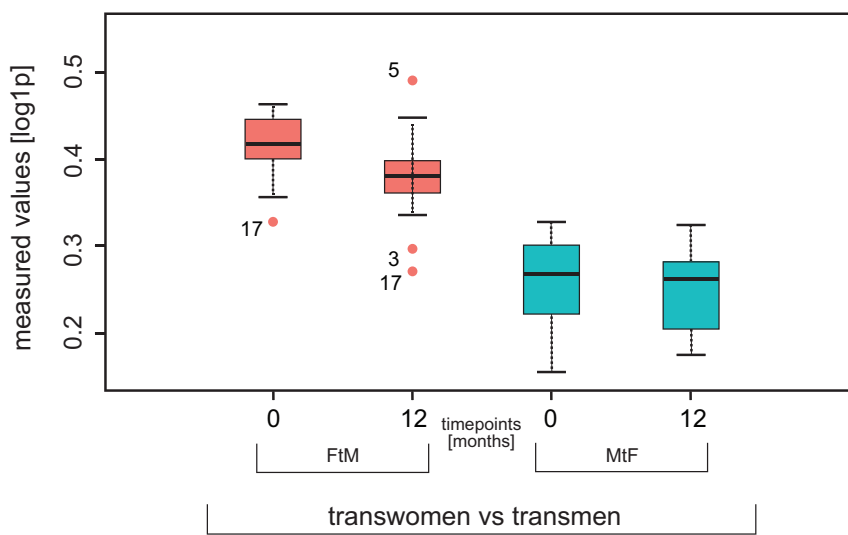 measured values [log1p]
0.5
0.4
0.3
0.2
17
5
3
17
0 12 timepoints [months] 0 12
FtM MtF
transwomen vs transmen